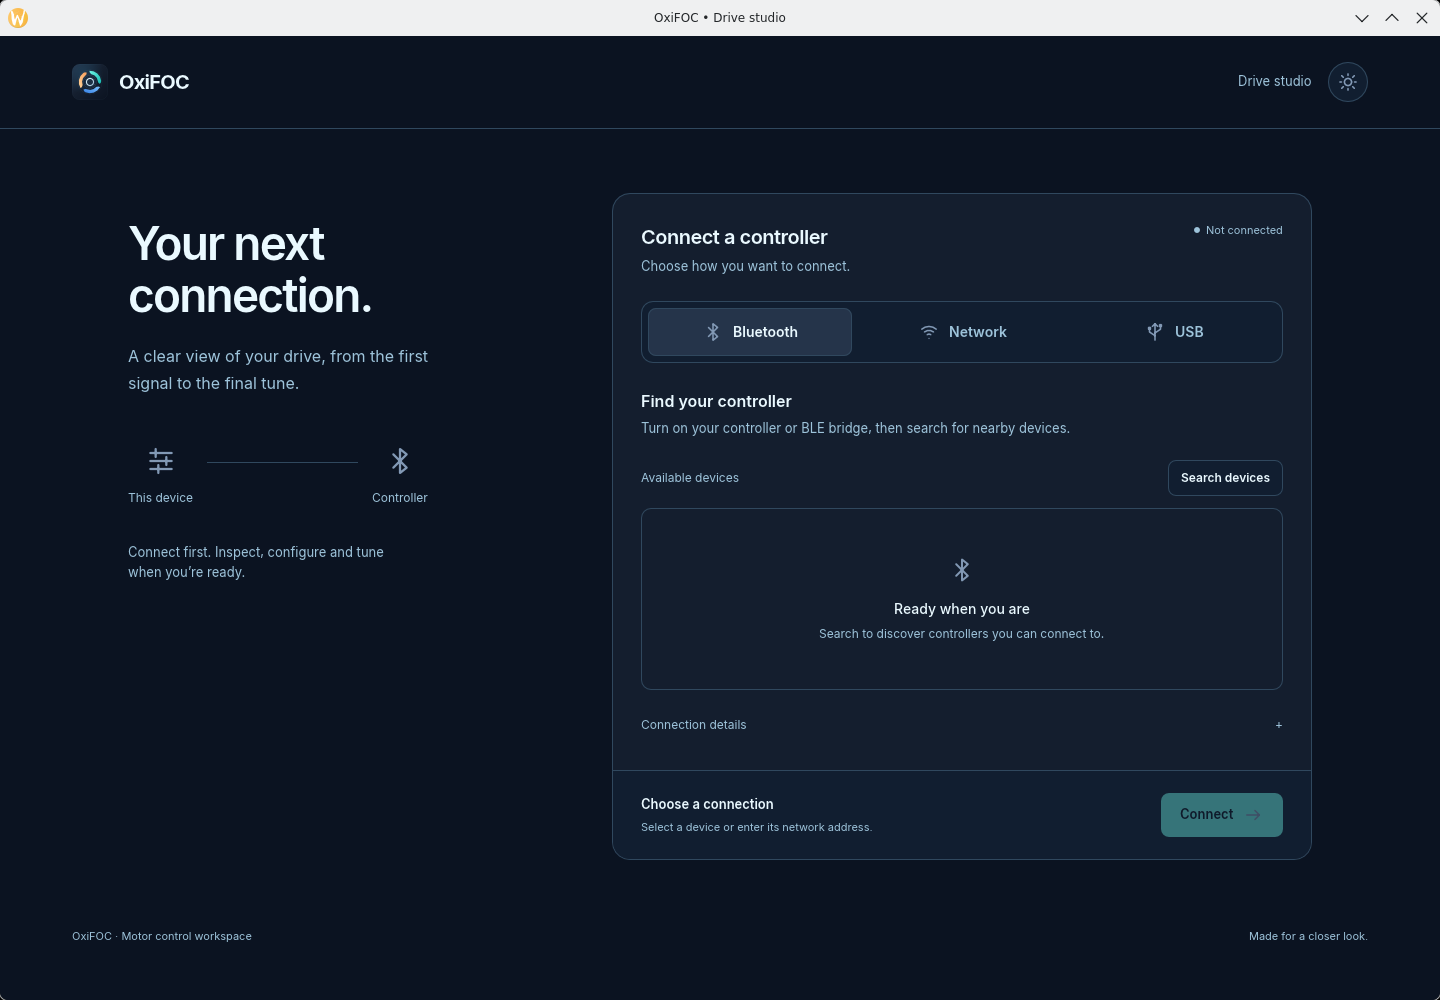 OxiFOC • Drive studio
OxiFOC
Drive studio
Your next
connection.
A clear view of your drive, from the first
signal to the final tune.
This device
Controller
Connect first. Inspect, configure and tune
when you’re ready.
Connect a controller
Not connected
Choose how you want to connect.
Bluetooth
Network
USB
Find your controller
Turn on your controller or BLE bridge, then search for nearby devices.
Available devices
Search devices
Ready when you are
Search to discover controllers you can connect to.
Connection details
+
Choose a connection
Select a device or enter its network address.
Connect
OxiFOC · Motor control workspace
Made for a closer look.